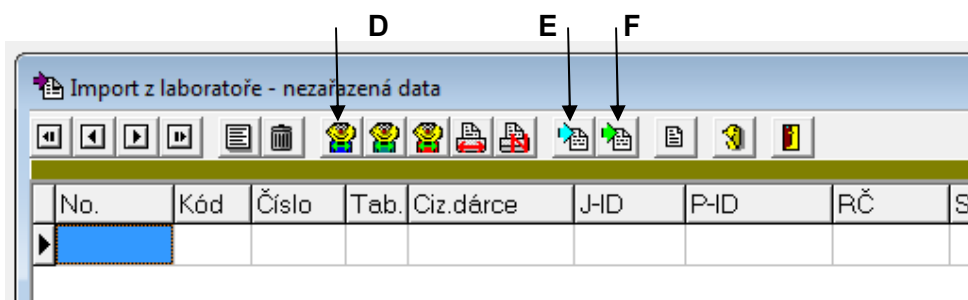 D E F
Import z laboratoře - nezařazená data
No. Kód Číslo Tab. Ciz.dárce J-ID P-ID RČ S